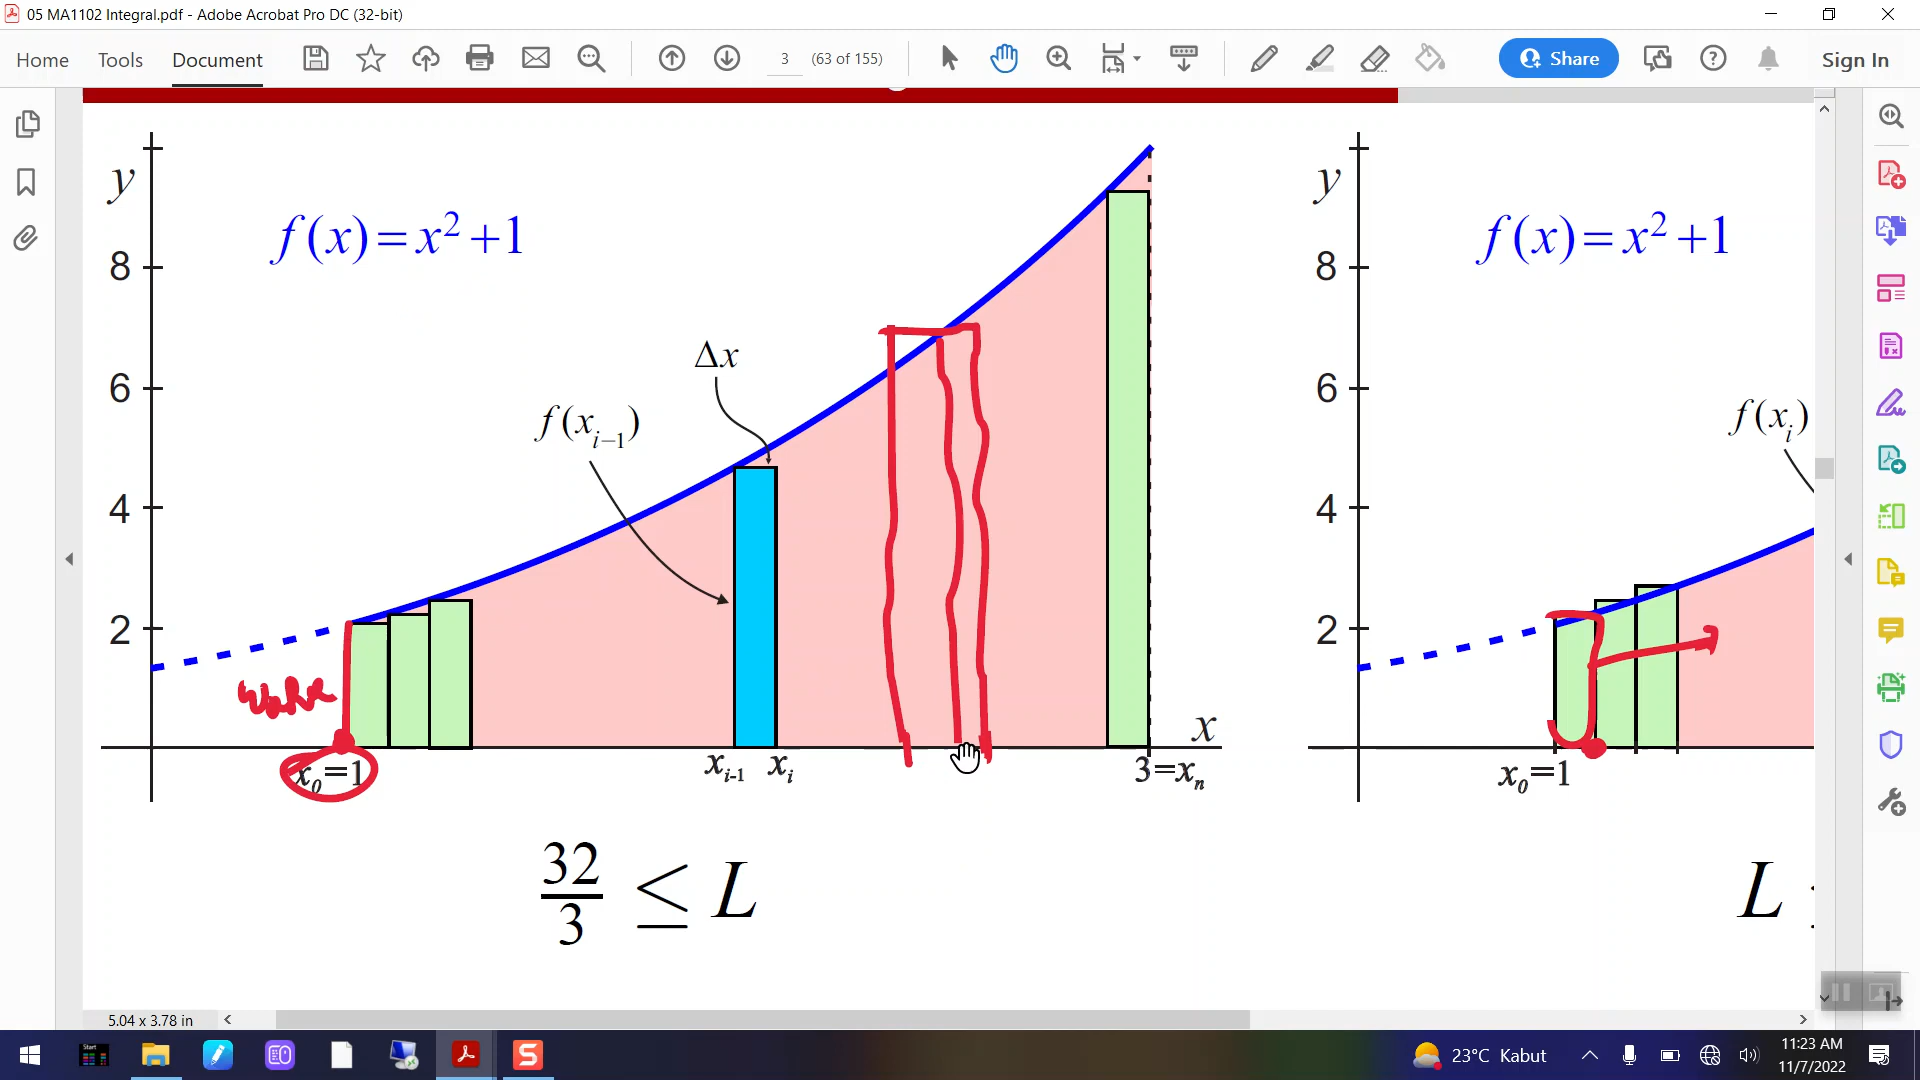 05 MA1102 Integral.pdf - Adobe Acrobat Pro DC (32-bit)
Home Tools Document 3 (63 of 155) Share Sign In
y
f(x)=x²+1
8
6
4
2
Δx
f(xᵢ₋₁)
x
x₀=1
xᵢ₋₁ xᵢ
3=xₙ
32/3 ≤ L
y
f(x)=x²+1
8
6
4
2
f(xᵢ)
x₀=1
L
5.04 x 3.78 in
Start
23°C Kabut
11:23 AM
11/7/2022